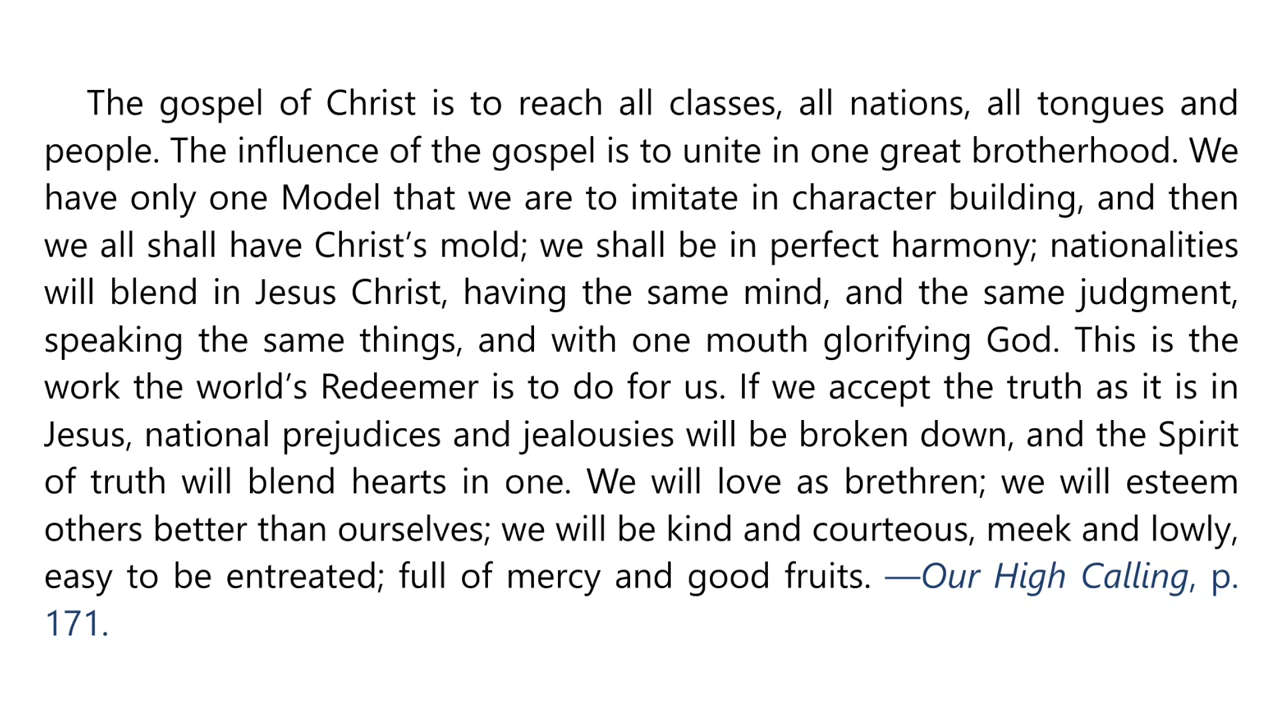 The gospel of Christ is to reach all classes, all nations, all tongues and
people. The influence of the gospel is to unite in one great brotherhood. We
have only one Model that we are to imitate in character building, and then
we all shall have Christ’s mold; we shall be in perfect harmony; nationalities
will blend in Jesus Christ, having the same mind, and the same judgment,
speaking the same things, and with one mouth glorifying God. This is the
work the world’s Redeemer is to do for us. If we accept the truth as it is in
Jesus, national prejudices and jealousies will be broken down, and the Spirit
of truth will blend hearts in one. We will love as brethren; we will esteem
others better than ourselves; we will be kind and courteous, meek and lowly,
easy to be entreated; full of mercy and good fruits. —Our High Calling, p.
171.